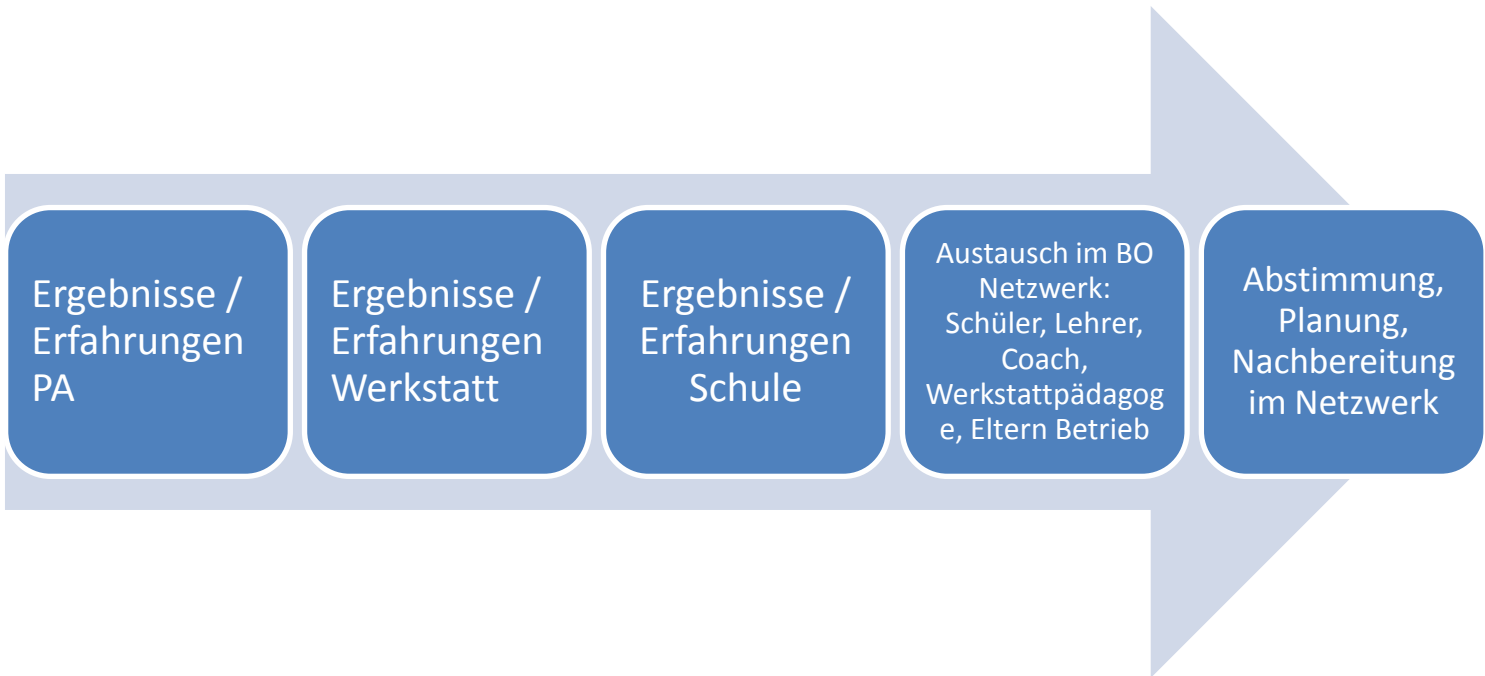 Ergebnisse /
Erfahrungen
PA
Ergebnisse /
Erfahrungen
Werkstatt
Ergebnisse /
Erfahrungen
Schule
Austausch im BO
Netzwerk:
Schüler, Lehrer,
Coach,
Werkstattpädagog
e, Eltern Betrieb
Abstimmung,
Planung,
Nachbereitung
im Netzwerk